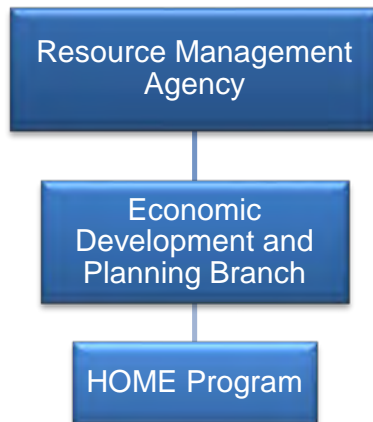 Resource Management
Agency
Economic
Development and
Planning Branch
HOME Program